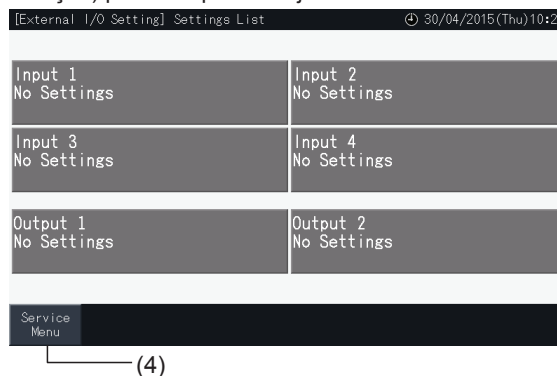 [External I/O Setting] Settings List 30/04/2015(Thu)10:2
Input 1
No Settings
Input 2
No Settings
Input 3
No Settings
Input 4
No Settings
Output 1
No Settings
Output 2
No Settings
Service
Menu
(4)